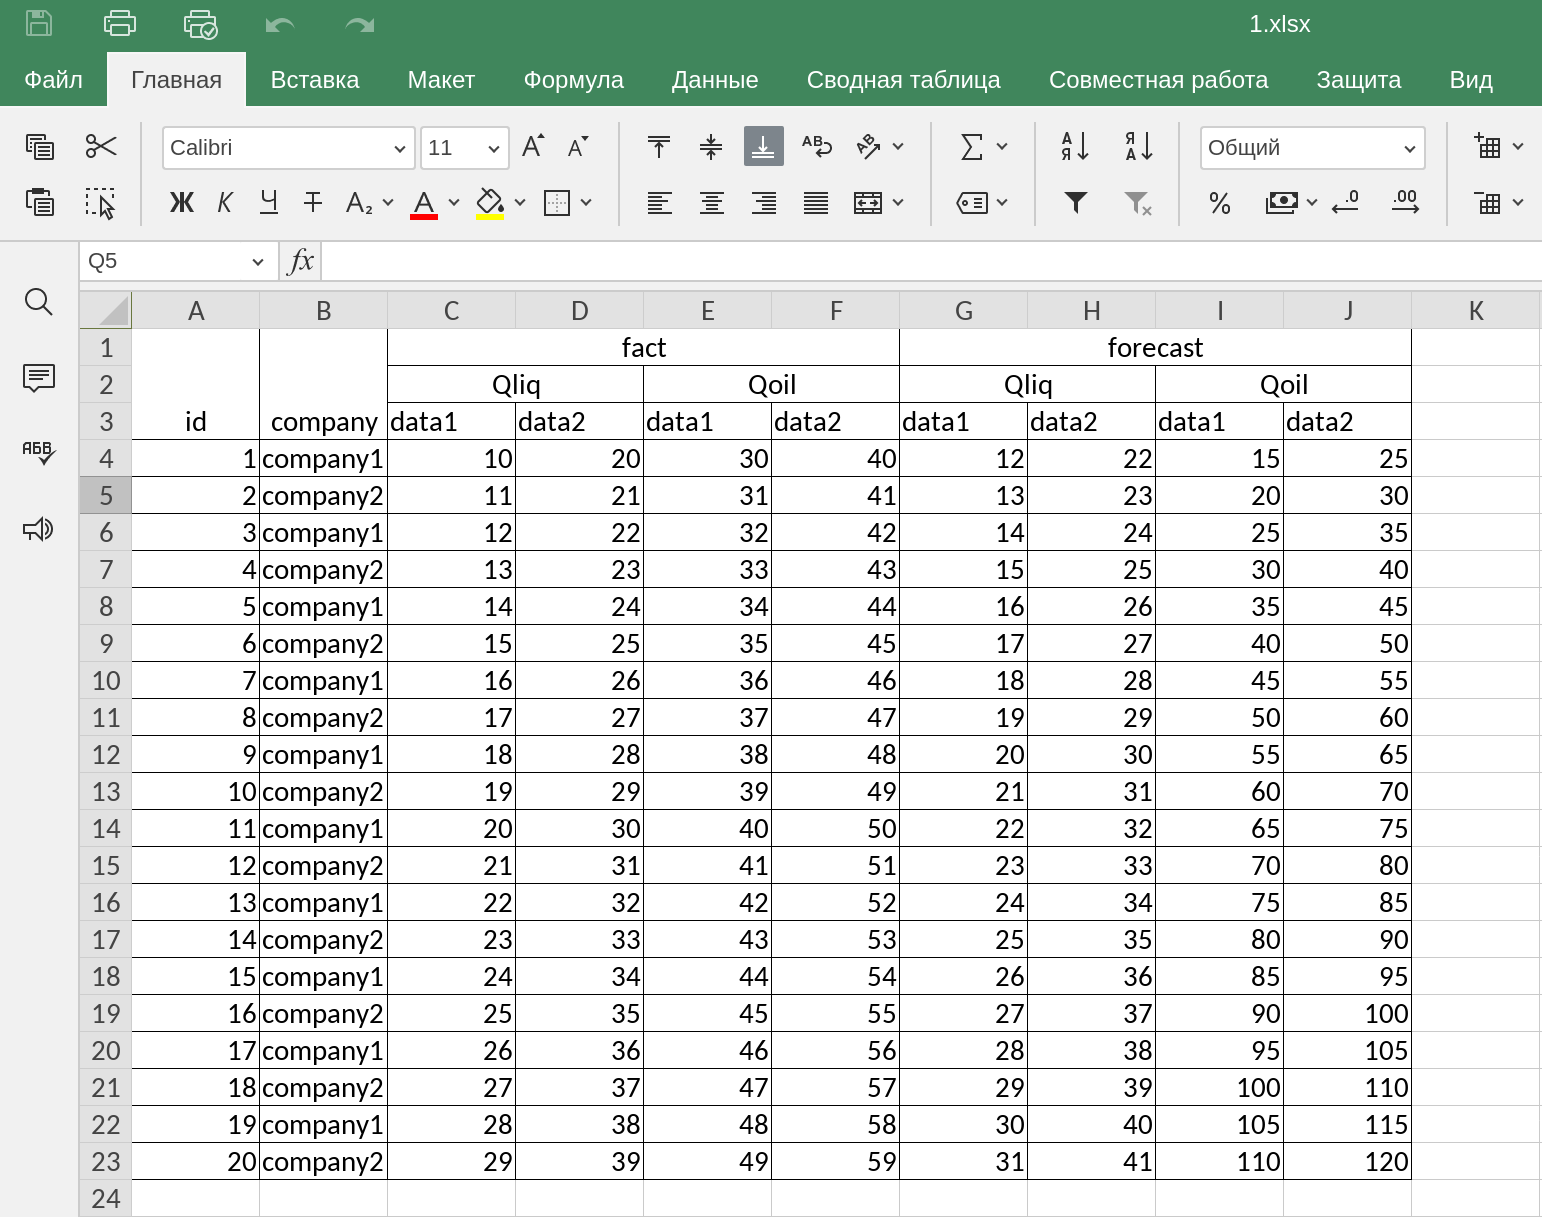 1.xlsx
Файл Главная Вставка Макет Формула Данные Сводная таблица Совместная работа Защита Вид
Calibri 11 A A АВ АВ Σ А Я Я А Общий
Ж К Ч Т A₂ A % .0 .00
Q5 fx
A B C D E F G H I J K
1 fact forecast
2 Qliq Qoil Qliq Qoil
3 id company data1 data2 data1 data2 data1 data2 data1 data2
4 1 company1 10 20 30 40 12 22 15 25
5 2 company2 11 21 31 41 13 23 20 30
6 3 company1 12 22 32 42 14 24 25 35
7 4 company2 13 23 33 43 15 25 30 40
8 5 company1 14 24 34 44 16 26 35 45
9 6 company2 15 25 35 45 17 27 40 50
10 7 company1 16 26 36 46 18 28 45 55
11 8 company2 17 27 37 47 19 29 50 60
12 9 company1 18 28 38 48 20 30 55 65
13 10 company2 19 29 39 49 21 31 60 70
14 11 company1 20 30 40 50 22 32 65 75
15 12 company2 21 31 41 51 23 33 70 80
16 13 company1 22 32 42 52 24 34 75 85
17 14 company2 23 33 43 53 25 35 80 90
18 15 company1 24 34 44 54 26 36 85 95
19 16 company2 25 35 45 55 27 37 90 100
20 17 company1 26 36 46 56 28 38 95 105
21 18 company2 27 37 47 57 29 39 100 110
22 19 company1 28 38 48 58 30 40 105 115
23 20 company2 29 39 49 59 31 41 110 120
24
АБВ